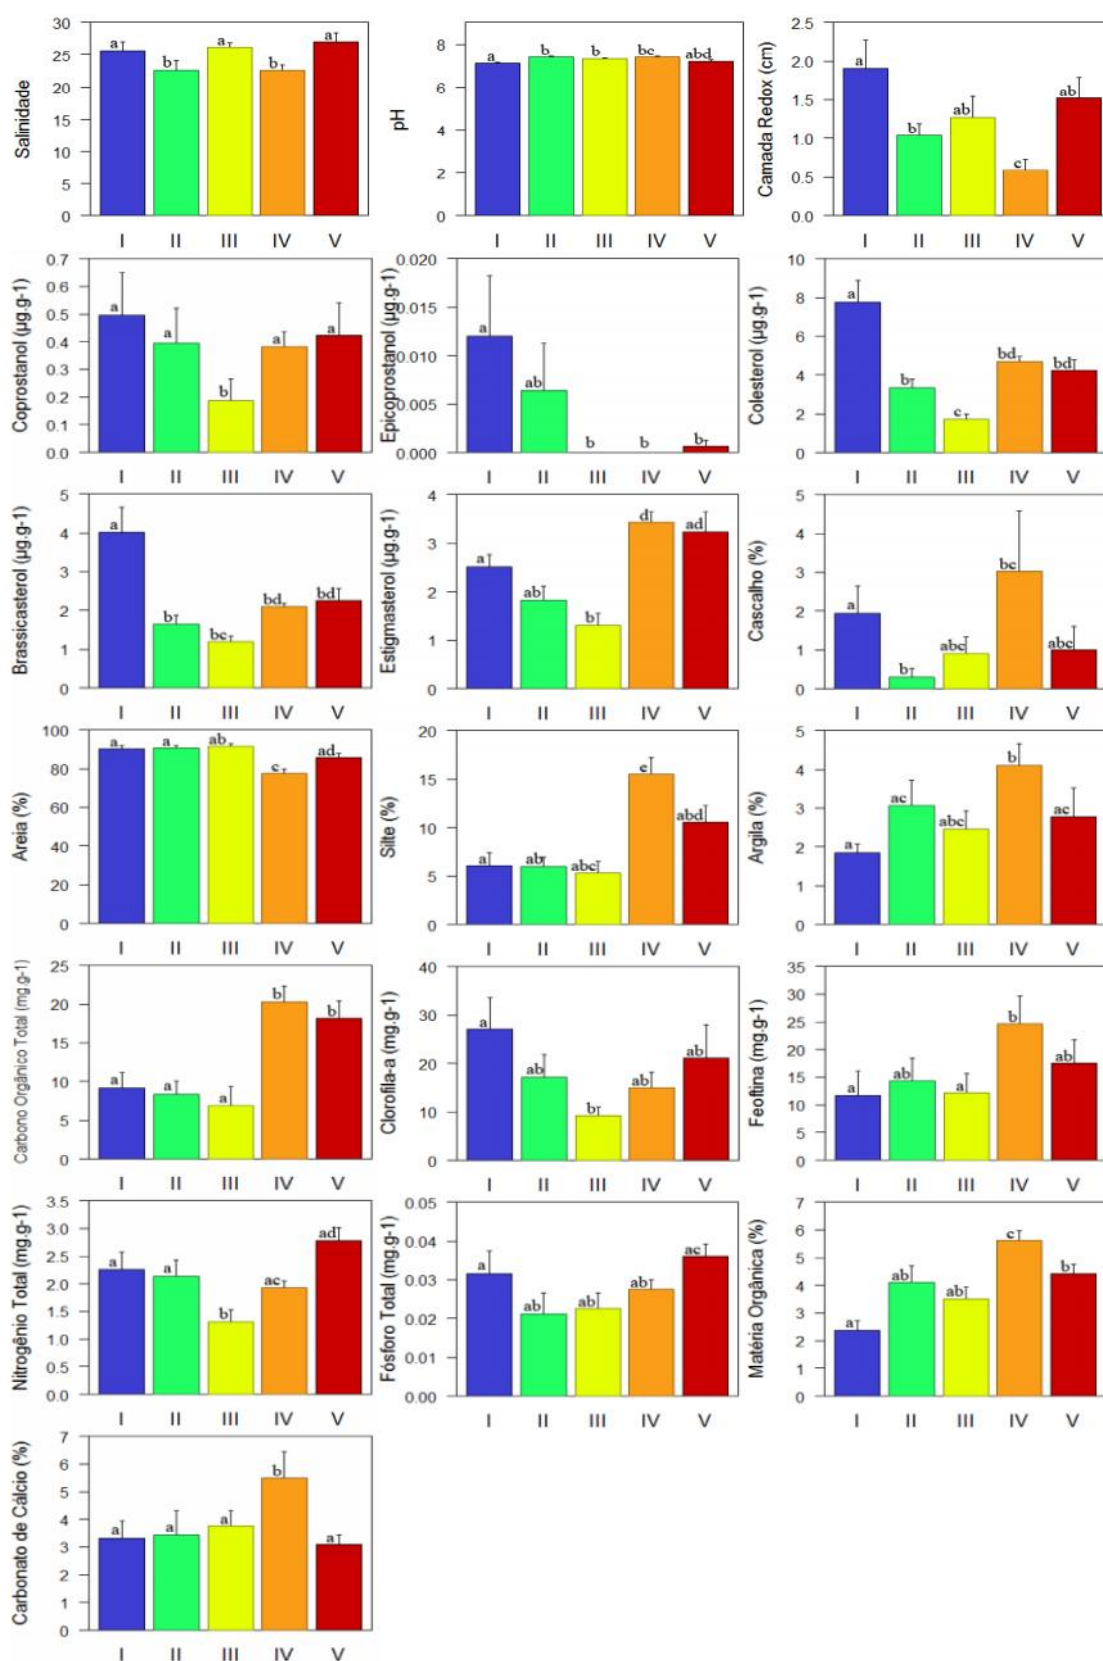 Salinidade
30
25
20
15
10
5
0
a b a b a
I II III IV V
pH
8
6
4
2
0
a b b bc abd
I II III IV V
Camada Redox (cm)
2.5
2.0
1.5
1.0
0.5
0.0
a b ab c ab
I II III IV V
Coprostanol (µg.g-1)
0.7
0.6
0.5
0.4
0.3
0.2
0.1
0.0
a a b a a
I II III IV V
Epicoprostanol (µg.g-1)
0.020
0.015
0.010
0.005
0.000
a ab b b b
I II III IV V
Colesterol (µg.g-1)
10
8
6
4
2
0
a b c bd bd
I II III IV V
Brassicasterol (µg.g-1)
5
4
3
2
1
0
a b bc bd bd
I II III IV V
Estigmasterol (µg.g-1)
4
3
2
1
0
a ab b d ad
I II III IV V
Cascalho (%)
5
4
3
2
1
0
a b abc bc abc
I II III IV V
Areia (%)
100
80
60
40
20
0
a a ab c ad
I II III IV V
Silte (%)
20
15
10
5
0
a ab abc e abd
I II III IV V
Argila (%)
5
4
3
2
1
0
a ac abc b ac
I II III IV V
Carbono Orgânico Total (mg.g-1)
25
20
15
10
5
0
a a a b b
I II III IV V
Clorofila-a (mg.g-1)
40
30
20
10
0
a ab b ab ab
I II III IV V
Feoftina (mg.g-1)
35
30
25
20
15
10
5
0
a ab a b ab
I II III IV V
Nitrogênio Total (mg.g-1)
3.5
3.0
2.5
2.0
1.5
1.0
0.5
0.0
a a b ac ad
I II III IV V
Fósforo Total (mg.g-1)
0.05
0.04
0.03
0.02
0.01
0.00
a ab ab ab ac
I II III IV V
Matéria Orgânica (%)
7
6
5
4
3
2
1
0
a ab ab c b
I II III IV V
Carbonato de Cálcio (%)
7
6
5
4
3
2
1
0
a a a b a
I II III IV V